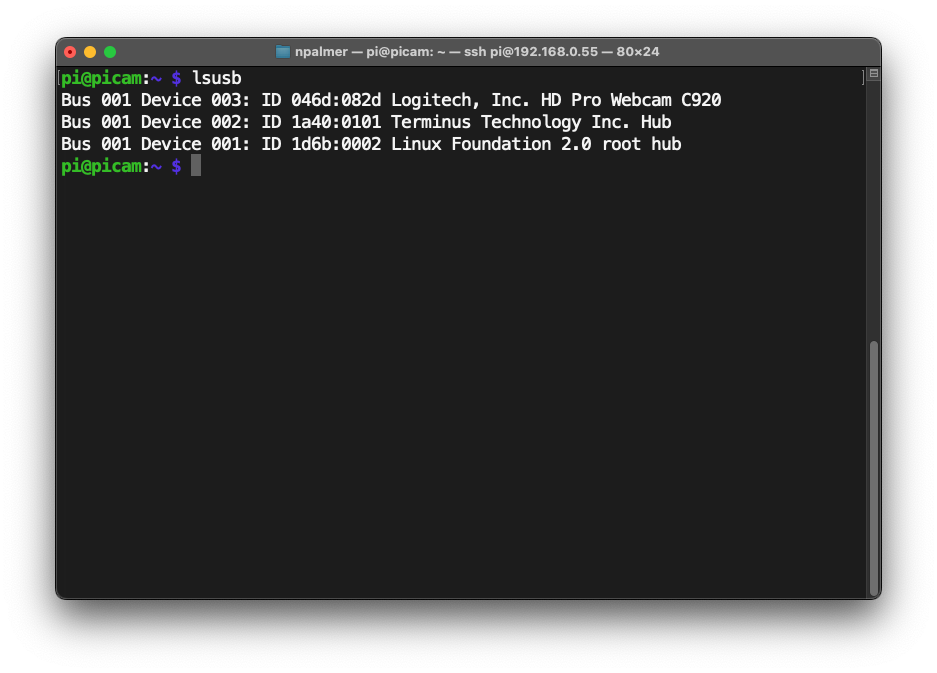 npalmer — pi@picam: ~ — ssh pi@192.168.0.55 — 80×24
[pi@picam:~ $ lsusb ]
Bus 001 Device 003: ID 046d:082d Logitech, Inc. HD Pro Webcam C920
Bus 001 Device 002: ID 1a40:0101 Terminus Technology Inc. Hub
Bus 001 Device 001: ID 1d6b:0002 Linux Foundation 2.0 root hub
pi@picam:~ $